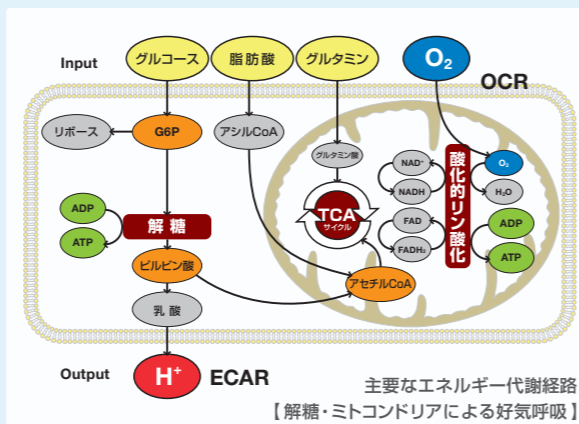 Input
グルコース
脂肪酸
グルタミン
O₂
OCR
リボース
G6P
アシルCoA
グルタミン酸
NAD⁺
NADH
FAD
FADH₂
酸化的リン酸化
O₂
H₂O
ADP
ATP
ADP
ATP
解糖
TCA
サイクル
ピルビン酸
アセチルCoA
乳酸
Output
H⁺
ECAR
主要なエネルギー代謝経路
【解糖・ミトコンドリアによる好気呼吸】